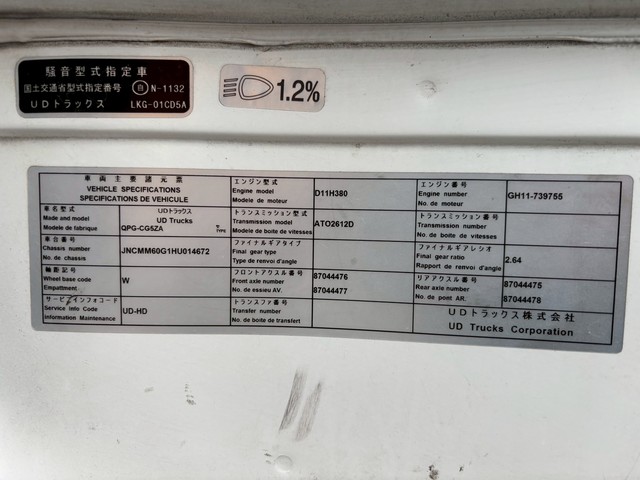 騒音型式指定車
国土交通省型式指定番号 自 N-1132
UDトラックス LKG-01CD5A
1.2%
車両主要諸元票
VEHICLE SPECIFICATIONS
SPECIFICATIONS DE VEHICULE
エンジン型式
Engine model
Modele de moteur
D11H380
エンジン番号
Engine number
No. de moteur
GH11-739755
車名型式
Made and model
Modele de fabrique
UDトラックス
UD Trucks
QPG-CG5ZA
トランスミッション型式
Transmission model
Modele de boite de vitesses
ATO2612D
トランスミッション番号
Transmission number
No. de boite de vitesses
車台番号
Chassis number
No. de chassis
JNCMM60G1HU014672
ファイナルギアタイプ
Final gear type
Type de renvoi d'angle
ファイナルギアレシオ
Final gear ratio
Rapport de renvoi d'angle
2.64
軸距記号
Wheel base code
Empattement
W
フロントアクスル番号
Front axle number
No. de essieu AV.
87044476
87044477
リアアクスル番号
Rear axle number
No. de pont AR.
87044475
87044478
サービスインフォコード
Service Info Code
Information Maintenance
UD-HD
トランスファ番号
Transfer number
No. de boite de transfert
UDトラックス株式会社
UD Trucks Corporation